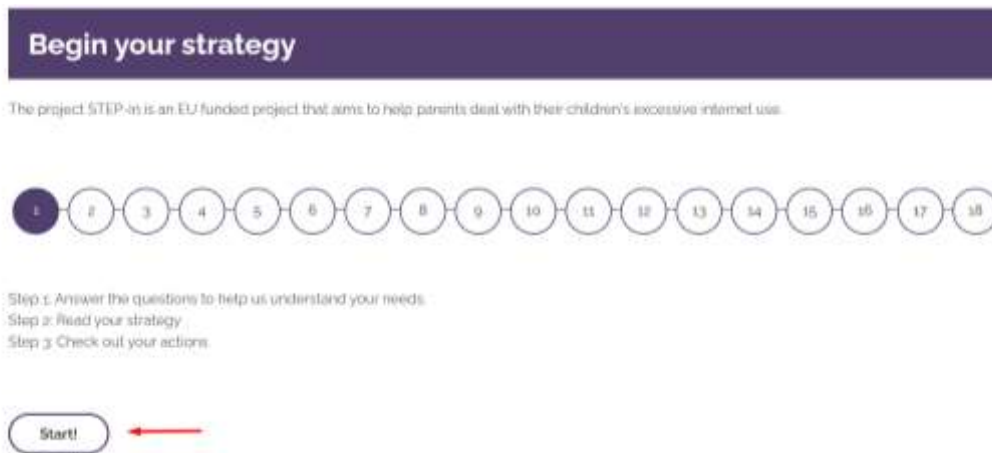 Begin your strategy
The project STEP-in is an EU funded project that aims to help parents deal with their children's excessive internet use.
1 2 3 4 5 6 7 8 9 10 11 12 13 14 15 16 17 18
Step 1: Answer the questions to help us understand your needs.
Step 2: Read your strategy
Step 3: Check out your actions
Start!